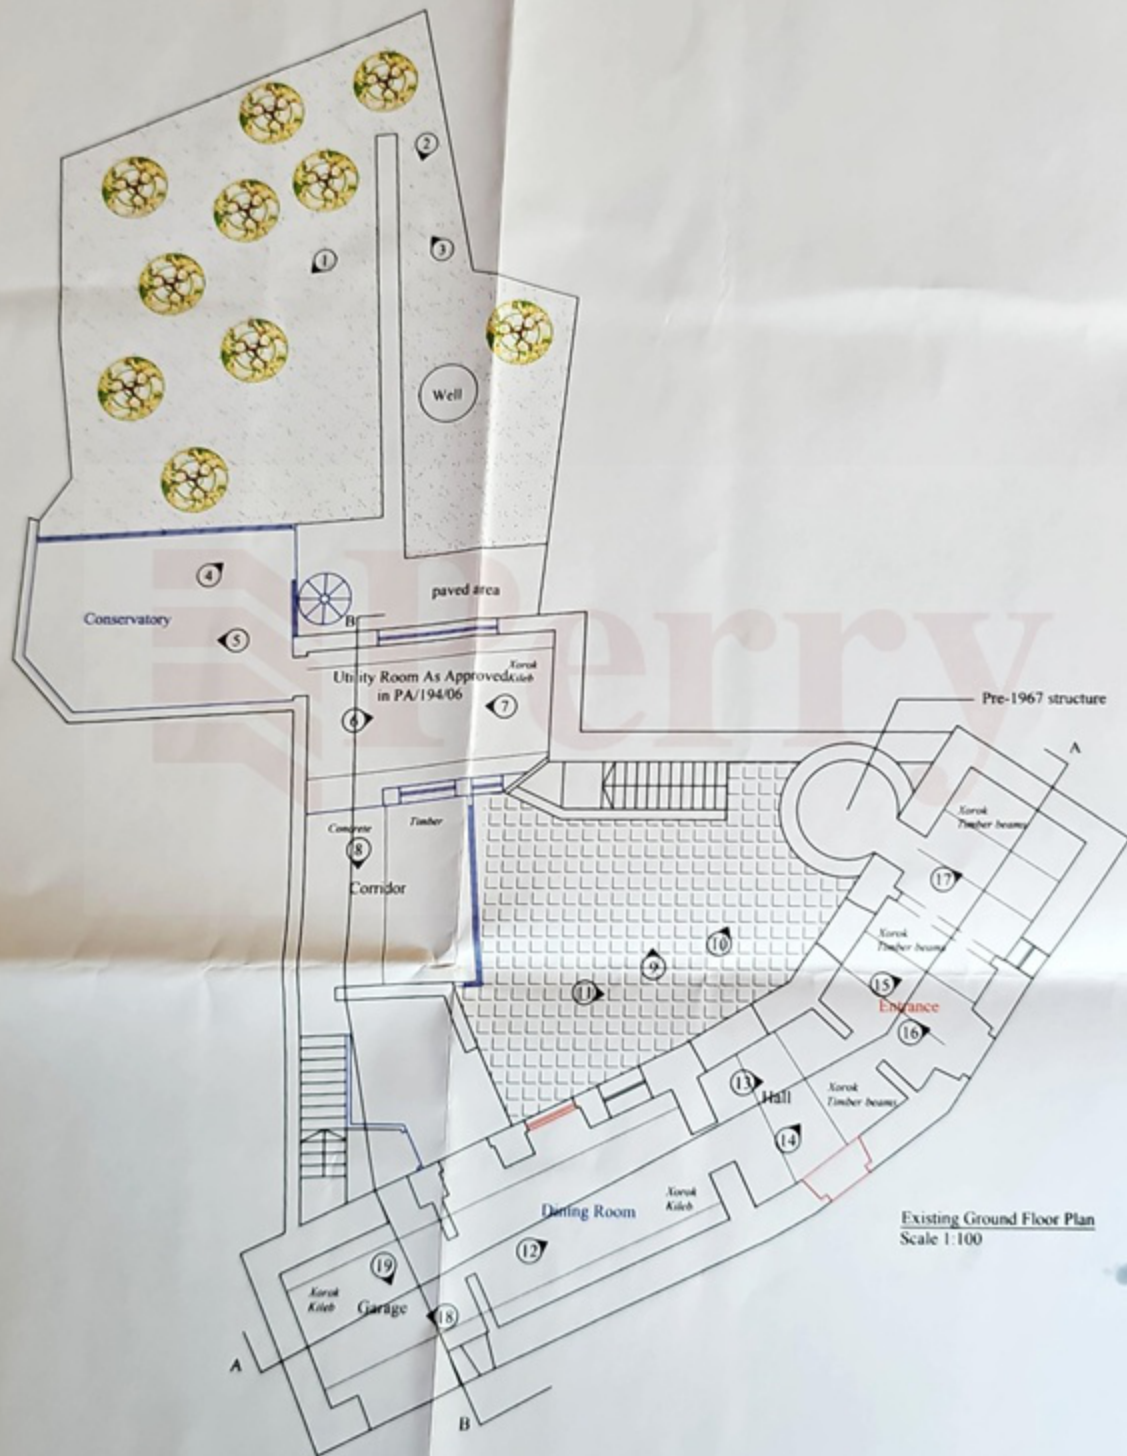 2
3
1
Well
4
paved area
Conservatory
B
5
Utility Room As Approved
in PA/194/06
Xorok
Kileb
6
7
Pre-1967 structure
A
Perry
Xorok
Timber beams
Concrete
Timber
8
Corridor
17
Xorok
Timber beams
10
9
11
15
Entrance
16
13
Hall
Xorok
Timber beams
14
Dining Room
Xorok
Kileb
Existing Ground Floor Plan
Scale 1:100
12
19
Xorok
Kileb
Garage
18
A
B